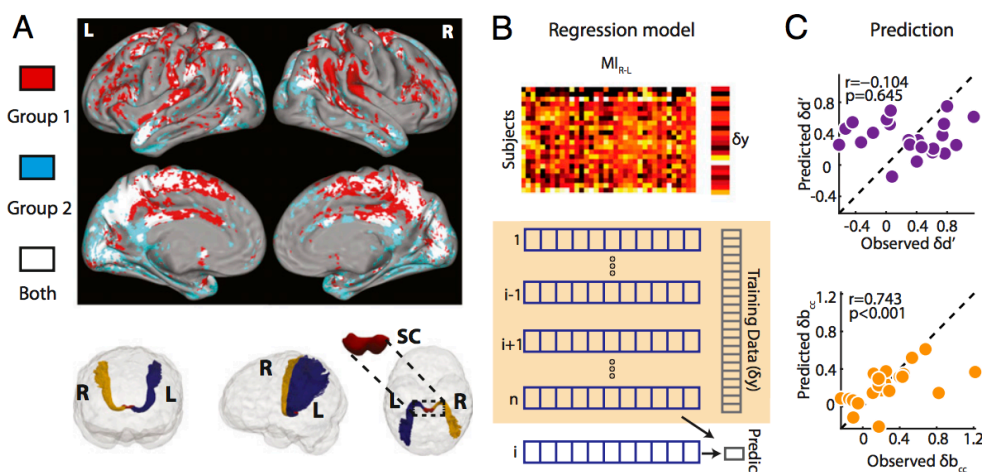 A
L
R
Group 1
Group 2
Both
SC
R
L
R
L
L
R
B
Regression model
MI R-L
Subjects
δy
1
i-1
i+1
n
Training Data (δy)
i
Predic
C
Prediction
r=−0.104
p=0.645
Predicted δd′
0.8
0.4
0
-0.4
-0.4
0
0.4
0.8
Observed δd′
r=0.743
p<0.001
Predicted δb cc
1.2
0.8
0.4
0
0
0.4
0.8
1.2
Observed δb cc